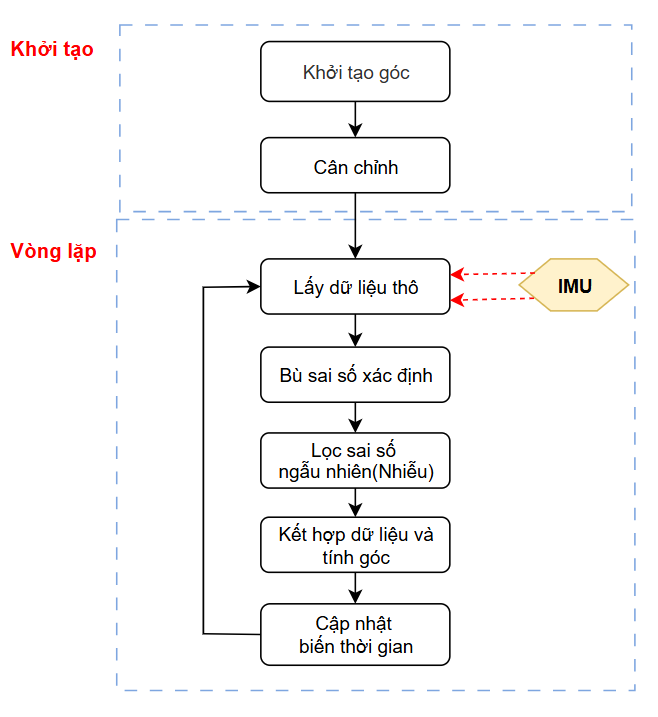 Khởi tạo
Khởi tạo góc
Cân chỉnh
Vòng lặp
Lấy dữ liệu thô
IMU
Bù sai số xác định
Lọc sai số
ngẫu nhiên(Nhiễu)
Kết hợp dữ liệu và
tính góc
Cập nhật
biến thời gian